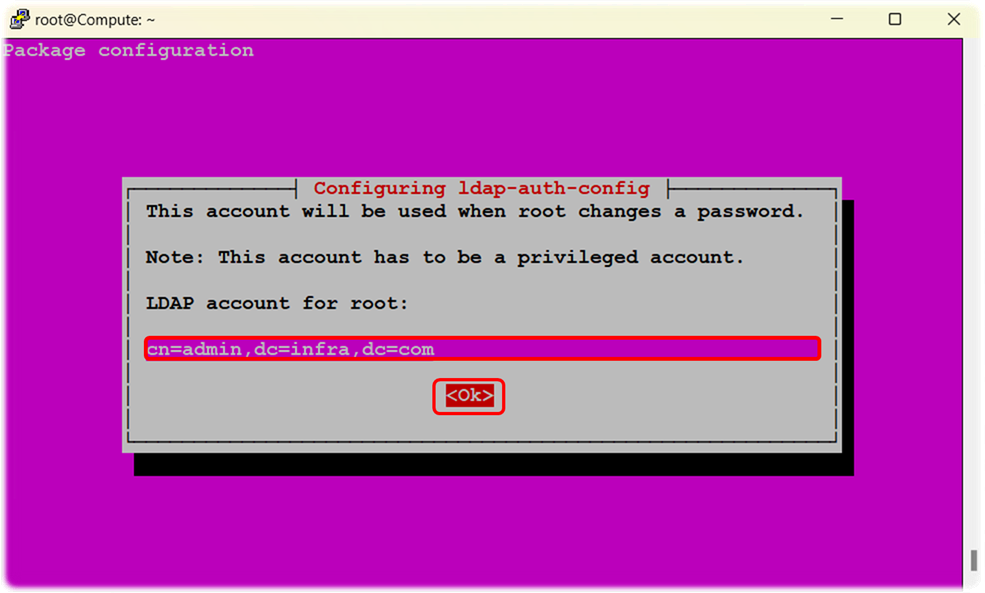 root@Compute: ~
Package configuration
Configuring ldap-auth-config
This account will be used when root changes a password.
Note: This account has to be a privileged account.
LDAP account for root:
cn=admin,dc=infra,dc=com
<Ok>